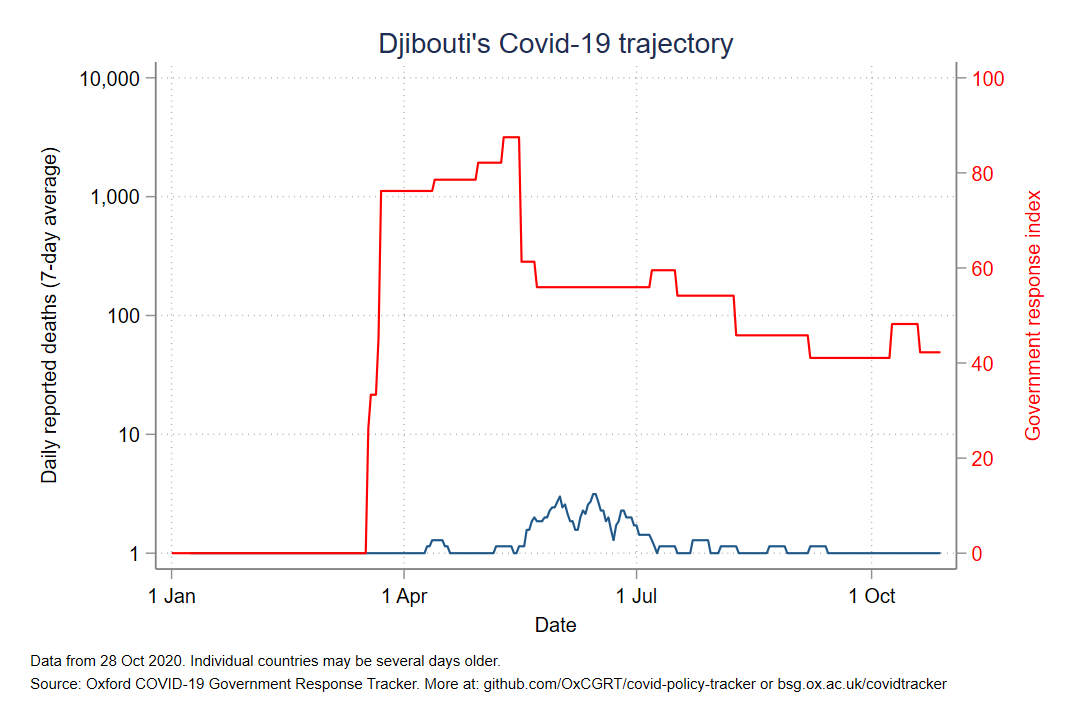 Djibouti's Covid-19 trajectory
10,000
1,000
100
10
1
Daily reported deaths (7-day average)
100
80
60
40
20
0
Government response index
1 Jan
1 Apr
1 Jul
1 Oct
Date
Data from 28 Oct 2020. Individual countries may be several days older.
Source: Oxford COVID-19 Government Response Tracker. More at: github.com/OxCGRT/covid-policy-tracker or bsg.ox.ac.uk/covidtracker